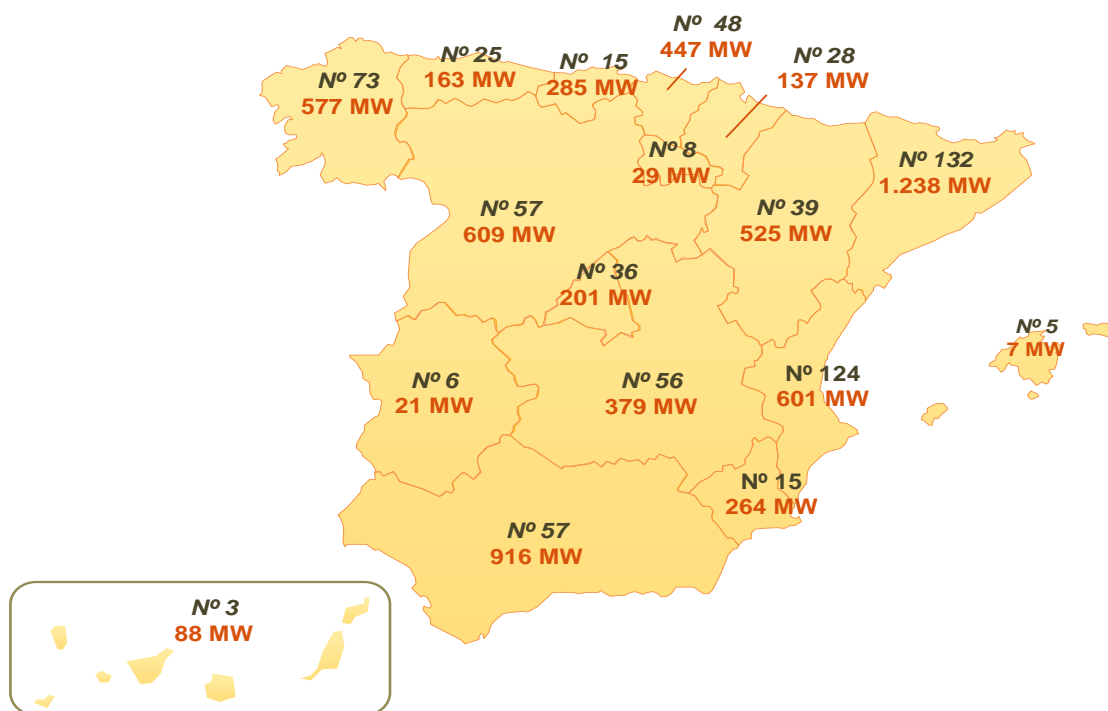 Nº 48
447 MW
Nº 25
163 MW
Nº 15
285 MW
Nº 28
137 MW
Nº 73
577 MW
Nº 8
29 MW
Nº 132
1.238 MW
Nº 57
609 MW
Nº 39
525 MW
Nº 36
201 MW
Nº 5
7 MW
Nº 6
21 MW
Nº 56
379 MW
Nº 124
601 MW
Nº 15
264 MW
Nº 57
916 MW
Nº 3
88 MW